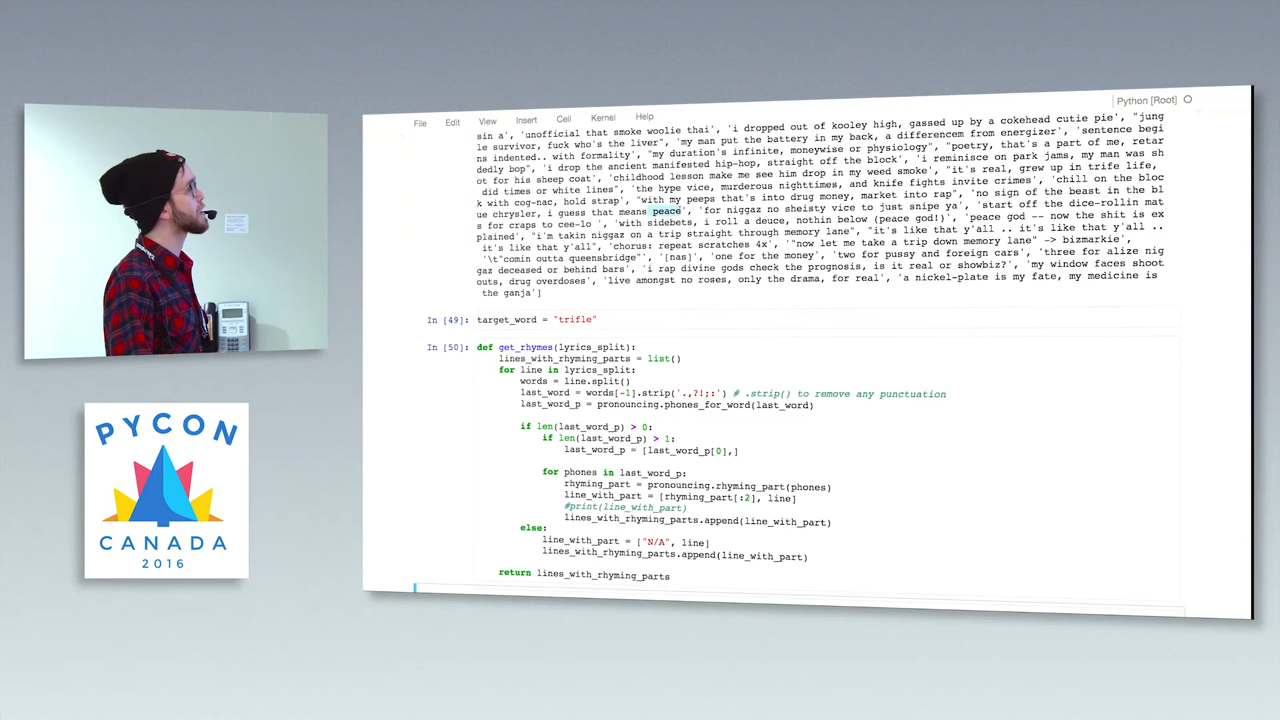 Python [Root]
File Edit View Insert Cell Kernel Help
sin a', 'unofficial that smoke woolie thai', 'i dropped out of kooley high, gassed up by a cokehead cutie pie', "jung
le survivor, fuck who's the liver", 'my man put the battery in my back, a differencem from energizer', 'sentence begi
ns indented.. with formality', "my duration's infinite, moneywise or physiology", "poetry, that's a part of me, retar
dedly bop", 'i drop the ancient manifested hip-hop, straight off the block', 'i reminisce on park jams, my man was sh
ot for his sheep coat', 'childhood lesson make me see him drop in my weed smoke', "it's real, grew up in trife life,
did times or white lines", 'the hype vice, murderous nighttimes, and knife fights invite crimes', 'chill on the bloc
k with cog-nac, hold strap', "with my peeps that's into drug money, market into rap", 'no sign of the beast in the bl
ue chrysler, i guess that means peace', 'for niggaz no sheisty vice to just snipe ya', 'start off the dice-rollin mat
s for craps to cee-lo ', 'with sidebets, i roll a deuce, nothin below (peace god!)', 'peace god -- now the shit is ex
plained', "i'm takin niggaz on a trip straight through memory lane", "it's like that y'all .. it's like that y'all ..
it's like that y'all", 'chorus: repeat scratches 4x', '"now let me take a trip down memory lane" -> bizmarkie',
'\t"comin outta queensbridge"', '[nas]', 'one for the money', 'two for pussy and foreign cars', 'three for alize nig
gaz deceased or behind bars', 'i rap divine gods check the prognosis, is it real or showbiz?', 'my window faces shoot
outs, drug overdoses', 'live amongst no roses, only the drama, for real', 'a nickel-plate is my fate, my medicine is
the ganja']
In [49]: target_word = "trifle"
In [50]: def get_rhymes(lyrics_split):
lines_with_rhyming_parts = list()
for line in lyrics_split:
words = line.split()
last_word = words[-1].strip('.,?!;:') # .strip() to remove any punctuation
last_word_p = pronouncing.phones_for_word(last_word)
if len(last_word_p) > 0:
if len(last_word_p) > 1:
last_word_p = [last_word_p[0],]
for phones in last_word_p:
rhyming_part = pronouncing.rhyming_part(phones)
line_with_part = [rhyming_part[:2], line]
#print(line_with_part)
lines_with_rhyming_parts.append(line_with_part)
else:
line_with_part = ["N/A", line]
lines_with_rhyming_parts.append(line_with_part)
return lines_with_rhyming_parts
PYCON
CANADA
2016